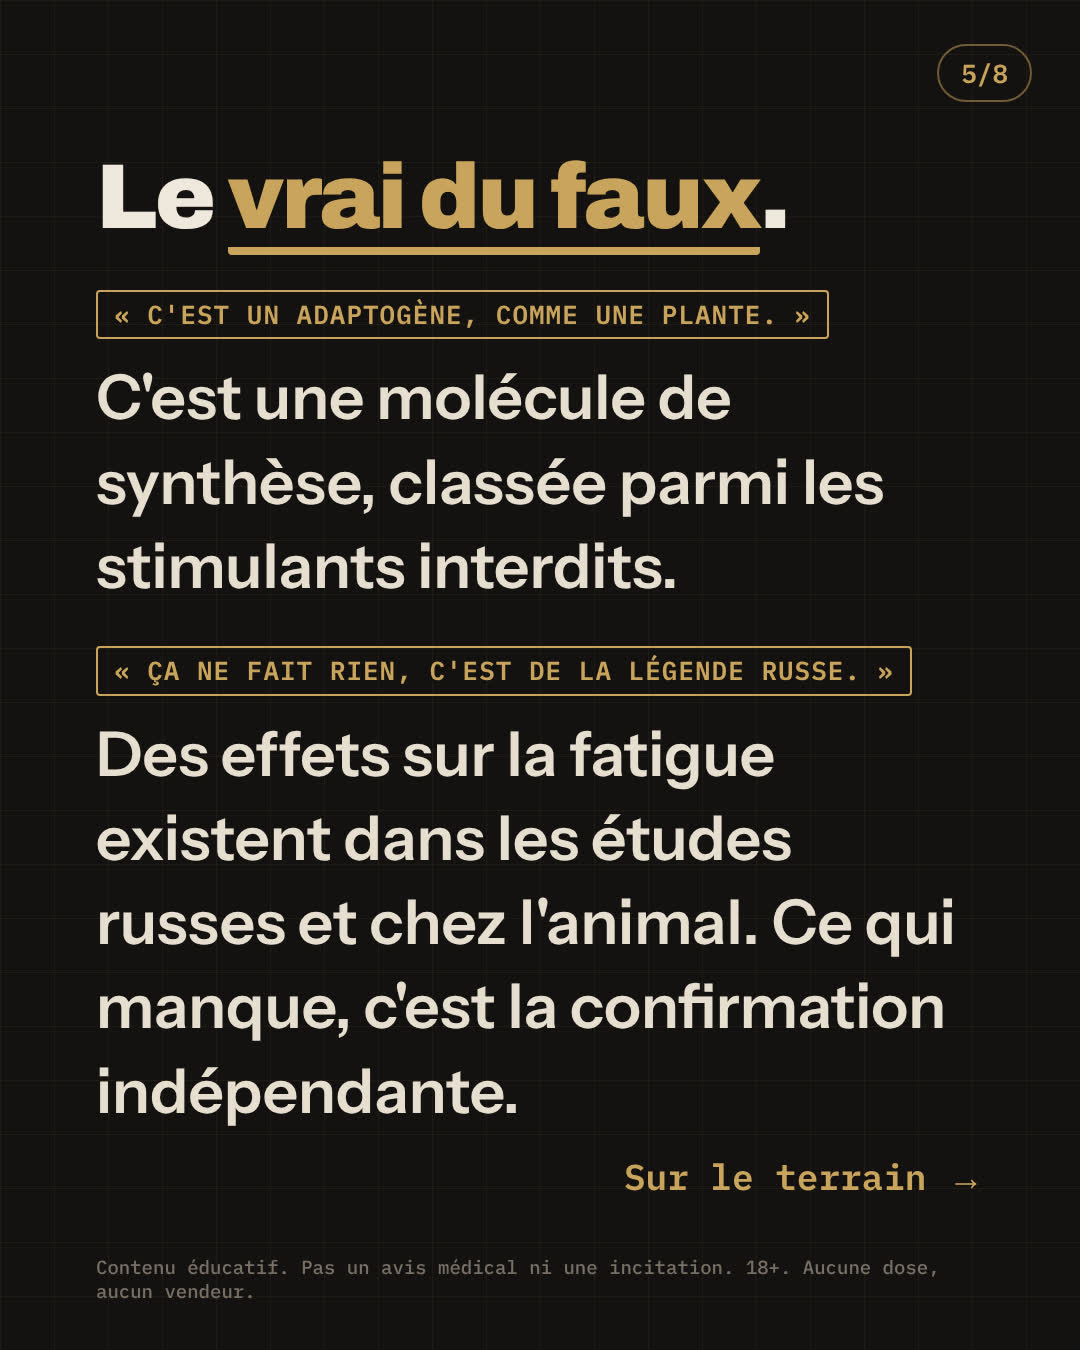 5/8
Le vrai du faux.
« C'EST UN ADAPTOGÈNE, COMME UNE PLANTE. »
C'est une molécule de
synthèse, classée parmi les
stimulants interdits.
« ÇA NE FAIT RIEN, C'EST DE LA LÉGENDE RUSSE. »
Des effets sur la fatigue
existent dans les études
russes et chez l'animal. Ce qui
manque, c'est la confirmation
indépendante.
Sur le terrain →
Contenu éducatif. Pas un avis médical ni une incitation. 18+. Aucune dose,
aucun vendeur.